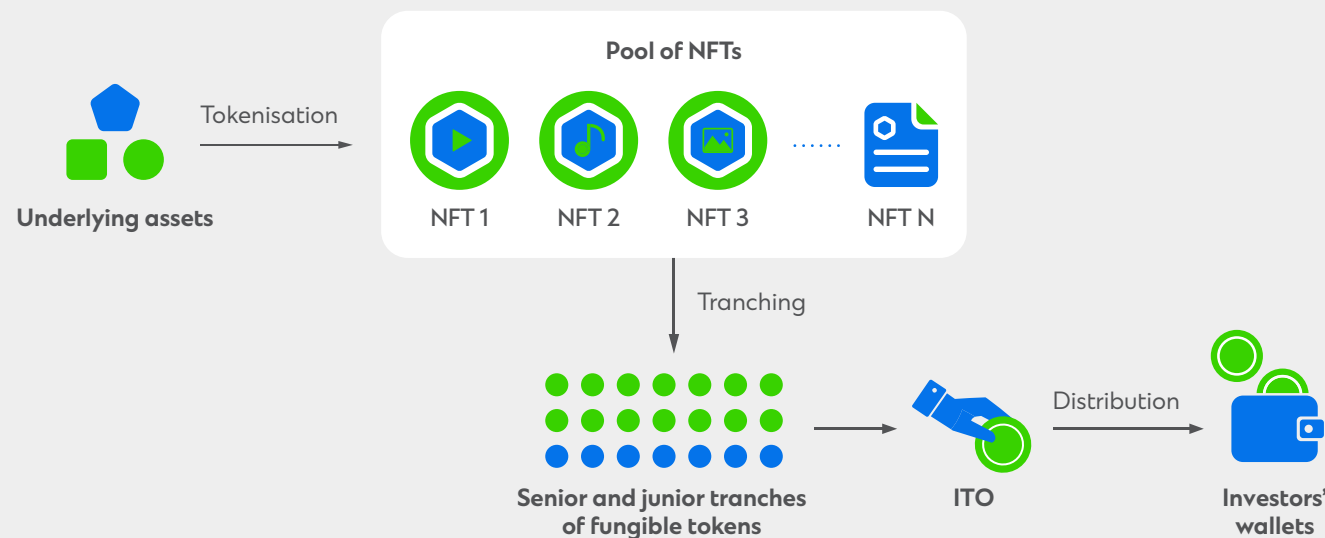 Pool of NFTs
Tokenisation
Underlying assets
NFT 1
NFT 2
NFT 3
NFT N
Tranching
Distribution
Senior and junior tranches
of fungible tokens
ITO
Investors'
wallets